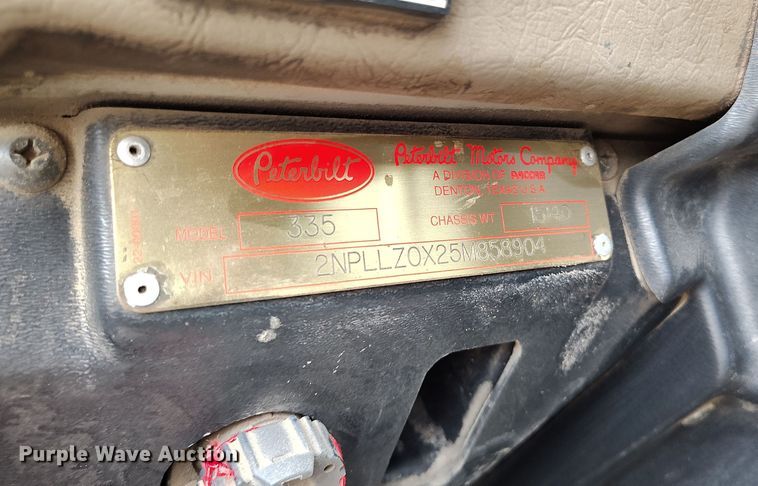 Peterbilt
Peterbilt Motors Company
A DIVISION OF PACCAR
DENTON, TEXAS U.S.A.
MODEL 335 CHASSIS WT
VIN 2NPLLZ0X25M858904
Purple Wave Auction